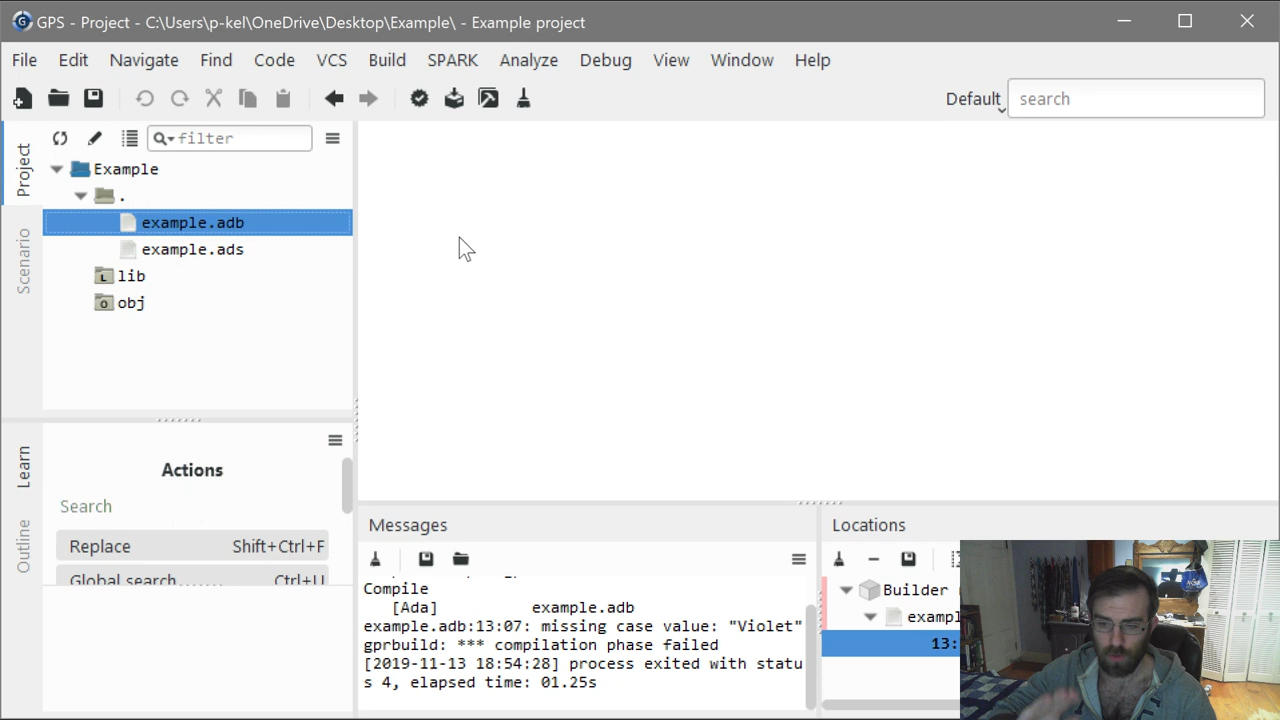 GPS - Project - C:\Users\p-kel\OneDrive\Desktop\Example\ - Example project
File Edit Navigate Find Code VCS Build SPARK Analyze Debug View Window Help
Default search
Project
filter
Example
.
example.adb
example.ads
lib
obj
Scenario
Learn
Outline
Actions
Search
Replace Shift+Ctrl+F
Global search Ctrl+U
Messages
Compile
[Ada] example.adb
example.adb:13:07: missing case value: "Violet"
gprbuild: *** compilation phase failed
[2019-11-13 18:54:28] process exited with statu
s 4, elapsed time: 01.25s
Locations
Builder
exampl
13: